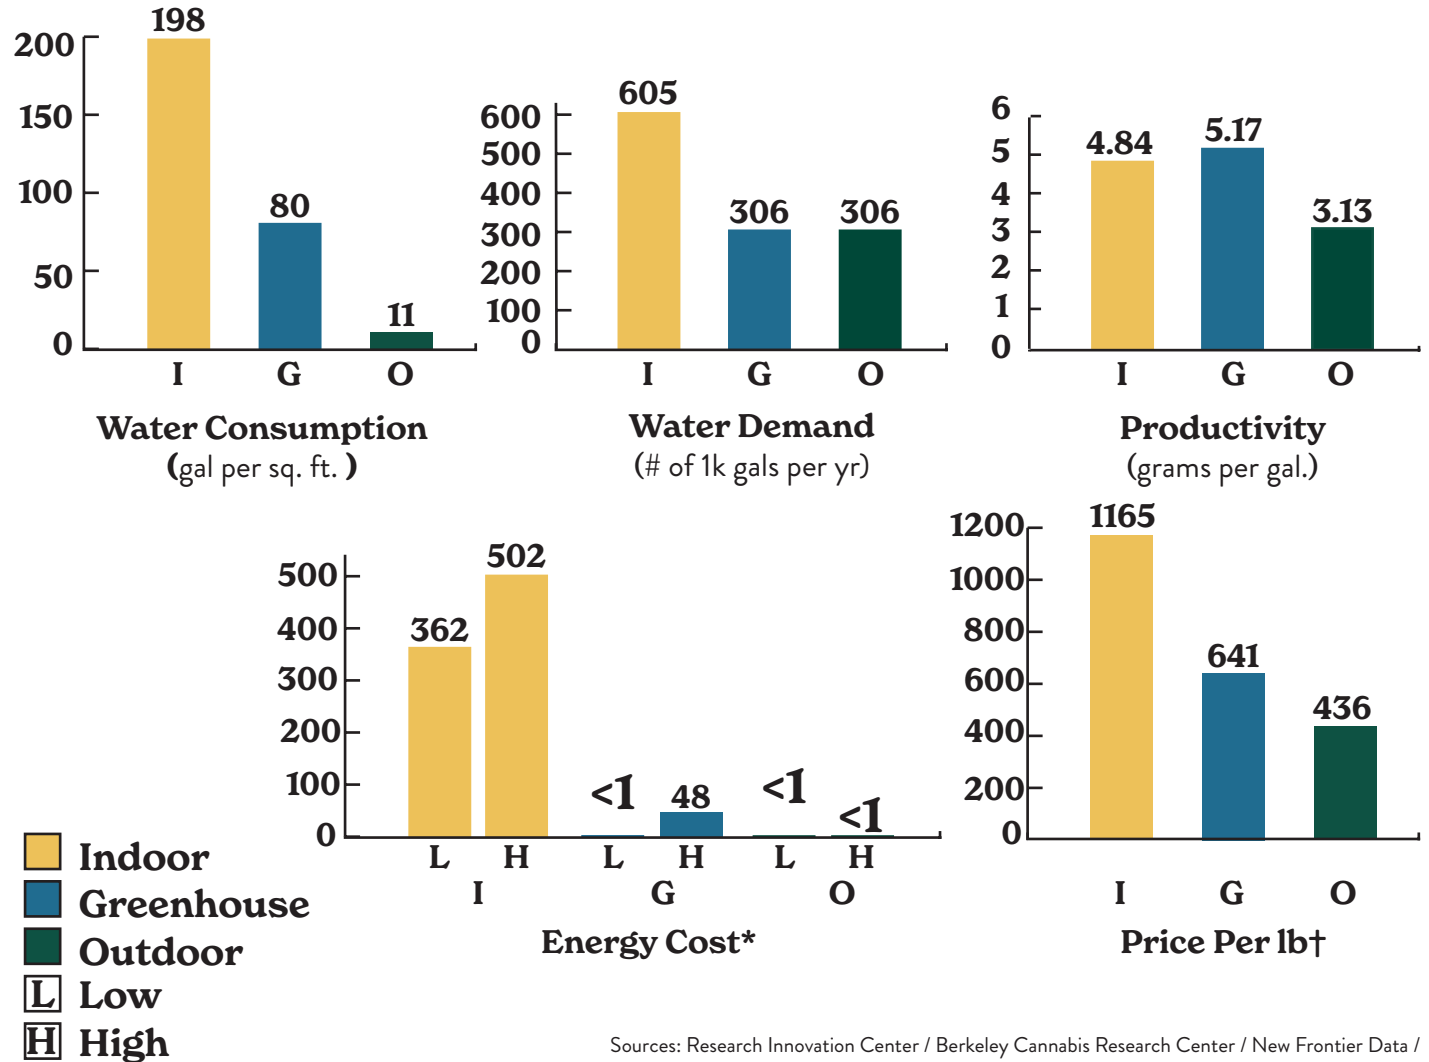 198
200
150
100
50
0
80
11
I G O
Water Consumption
(gal per sq. ft. )
605
600
500
400
300
200
100
0
306
306
I G O
Water Demand
(# of 1k gals per yr)
6
5
4
3
2
1
0
4.84
5.17
3.13
I G O
Productivity
(grams per gal.)
500
400
300
200
100
0
362
502
<1
48
<1
<1
L H L H L H
I G O
Energy Cost*
1200
1000
800
600
400
200
0
1165
641
436
I G O
Price Per lb†
Indoor
Greenhouse
Outdoor
L Low
H High
Sources: Research Innovation Center / Berkeley Cannabis Research Center / New Frontier Data /